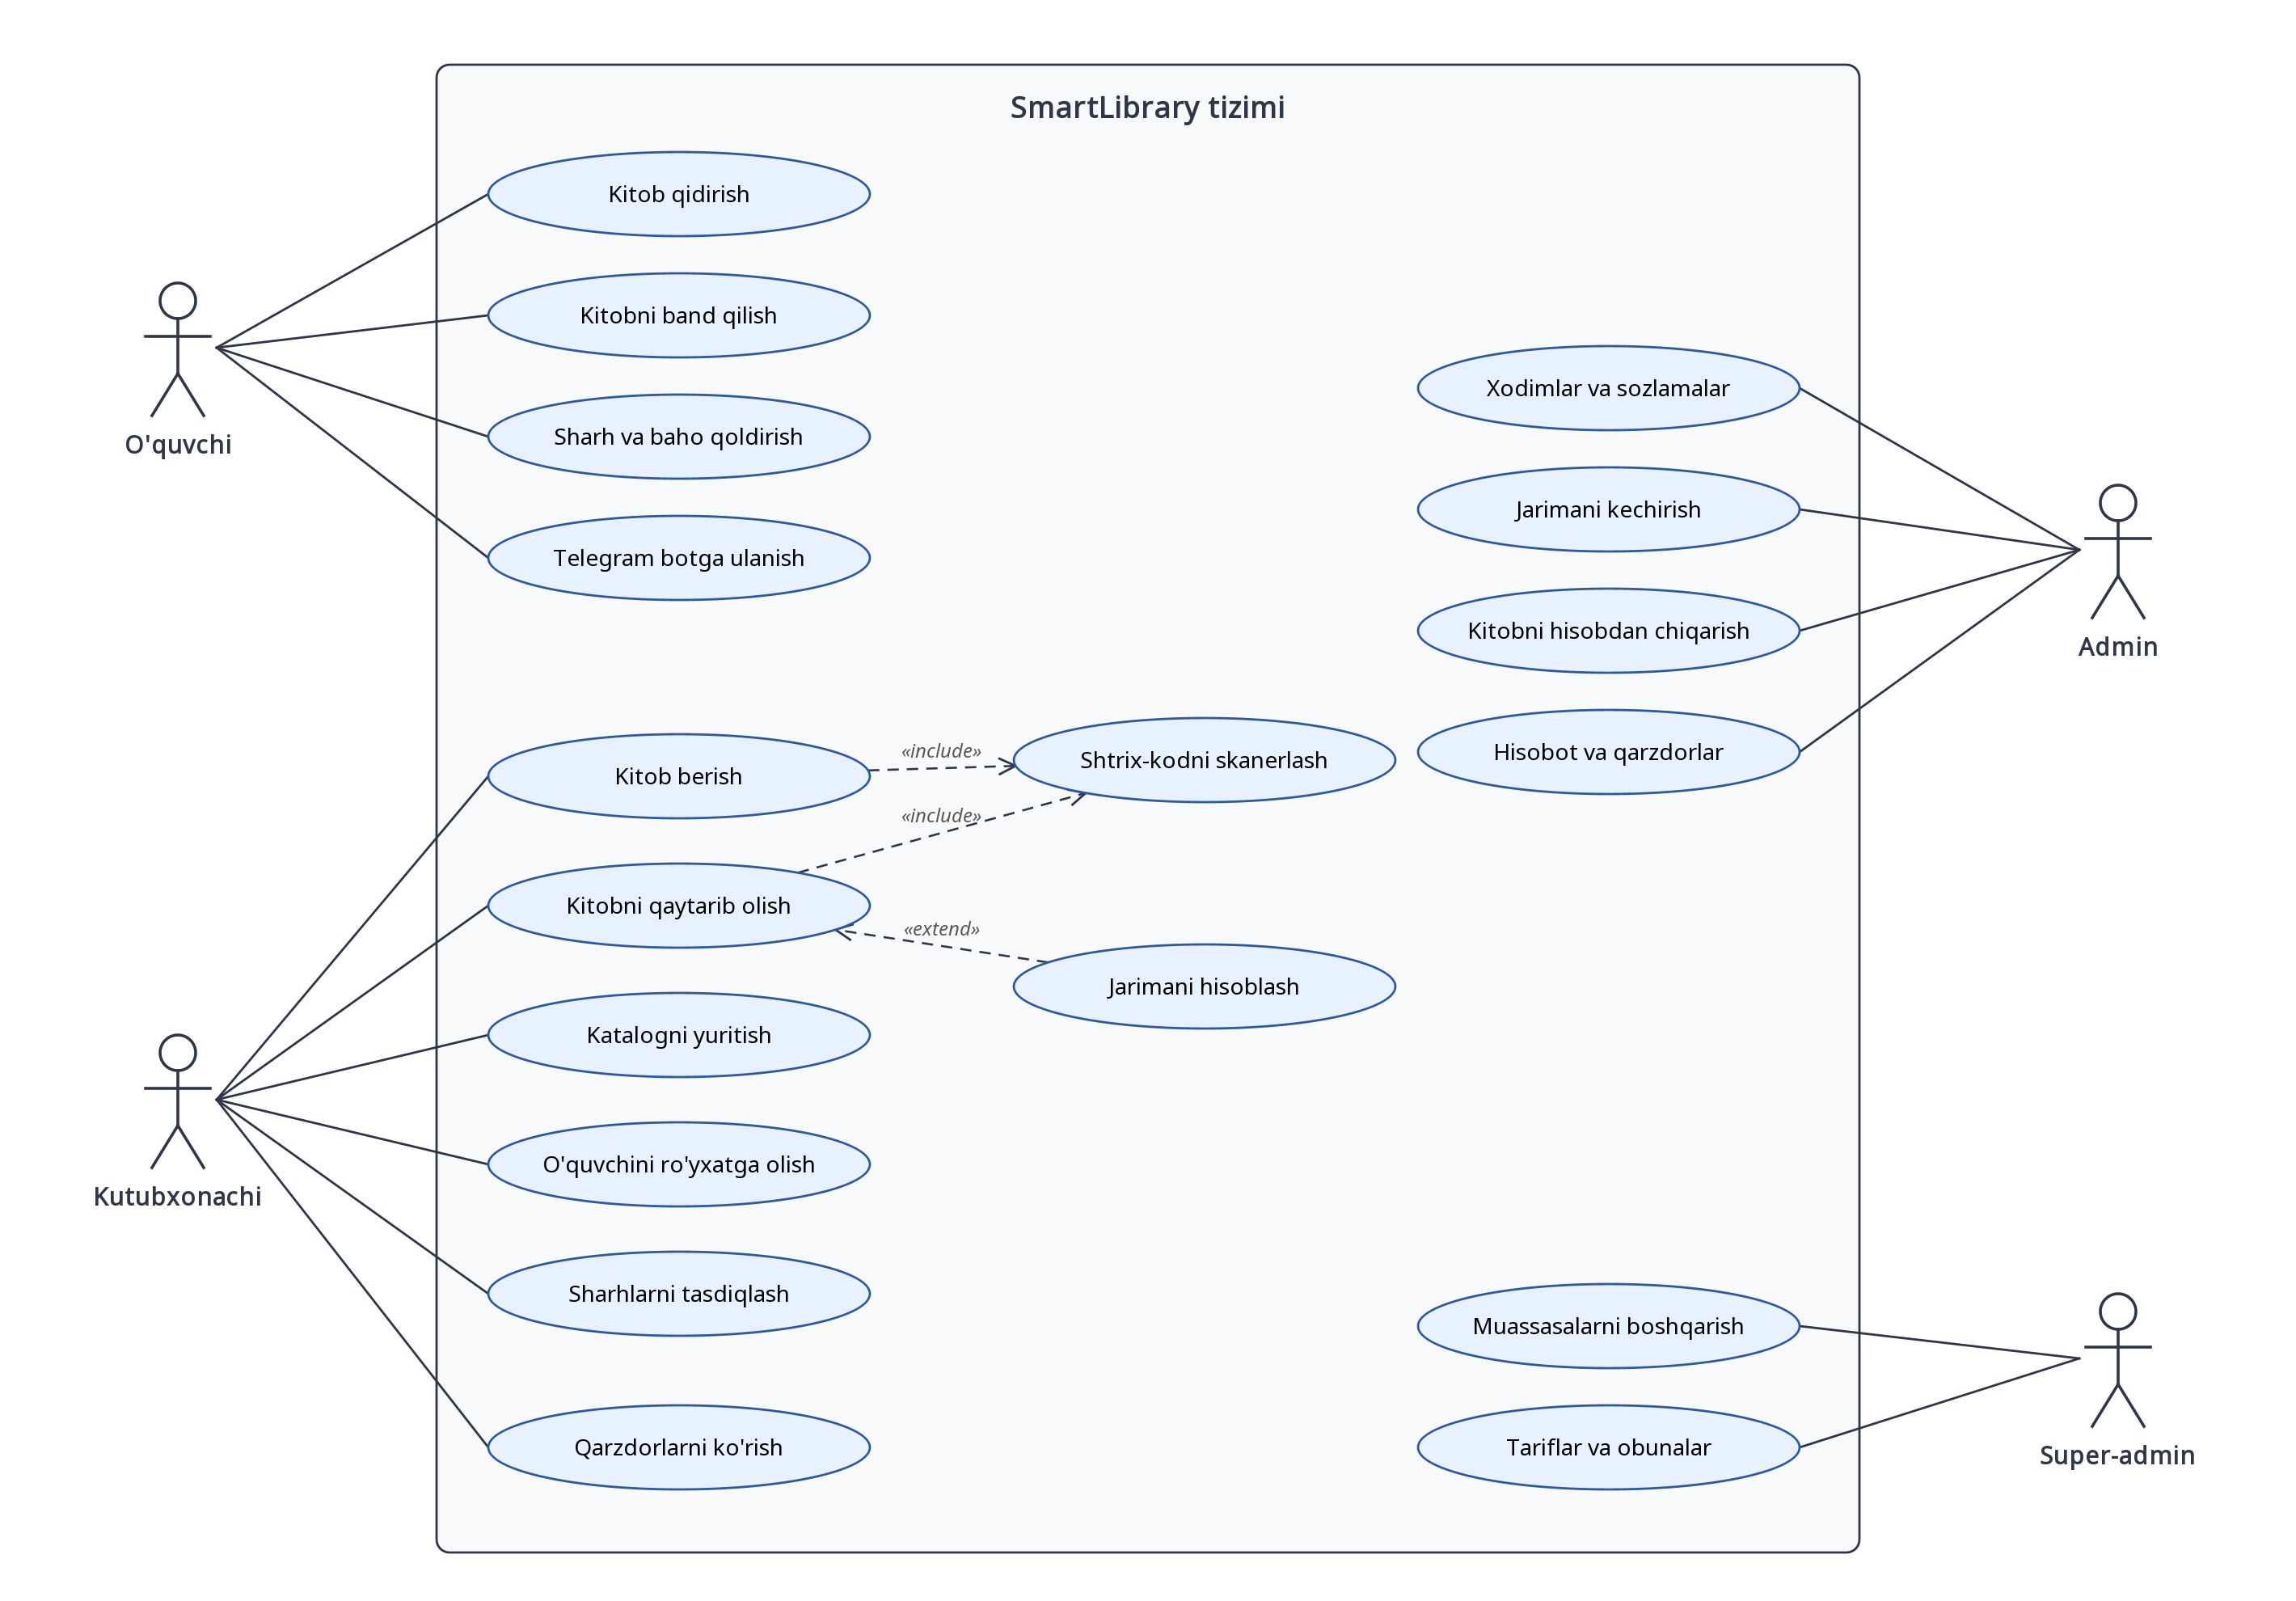 SmartLibrary tizimi
Kitob qidirish
Kitobni band qilish
Sharh va baho qoldirish
Telegram botga ulanish
O'quvchi
Xodimlar va sozlamalar
Jarimani kechirish
Kitobni hisobdan chiqarish
Hisobot va qarzdorlar
Admin
Kitob berish
«include»
Shtrix-kodni skanerlash
«include»
Kitobni qaytarib olish
«extend»
Jarimani hisoblash
Katalogni yuritish
O'quvchini ro'yxatga olish
Sharhlarni tasdiqlash
Qarzdorlarni ko'rish
Kutubxonachi
Muassasalarni boshqarish
Tariflar va obunalar
Super-admin